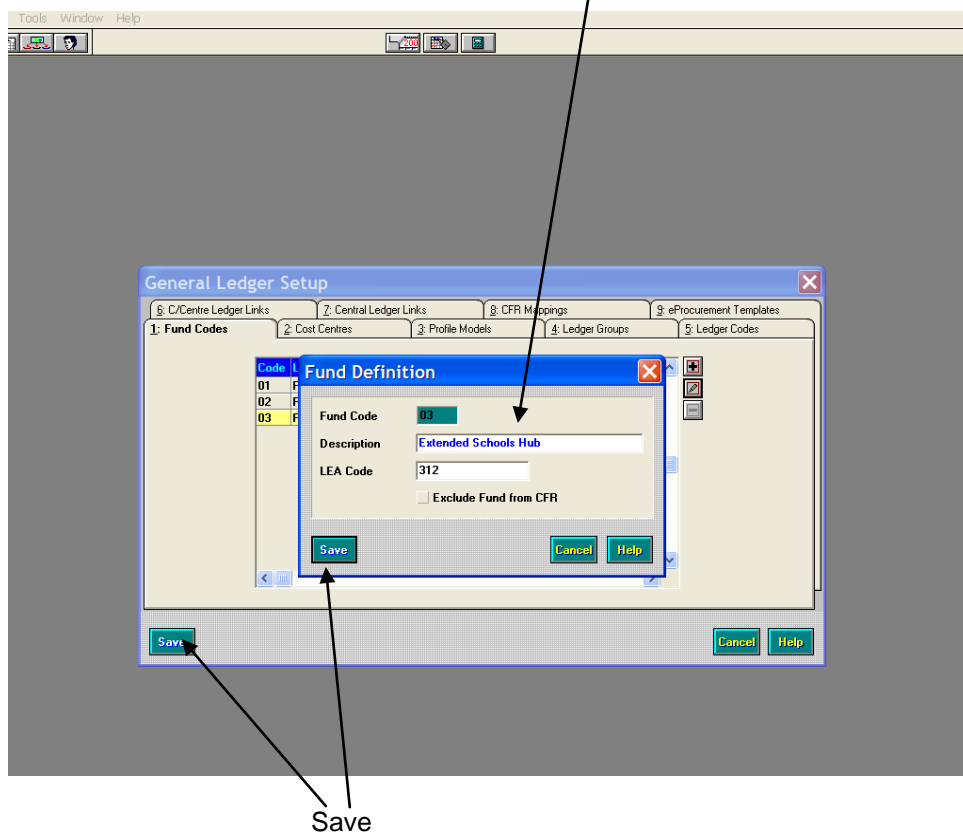 Tools Window Help
200
General Ledger Setup
6: C/Centre Ledger Links 7: Central Ledger Links 8: CFR Mappings 9: eProcurement Templates
1: Fund Codes 2: Cost Centres 3: Profile Models 4: Ledger Groups 5: Ledger Codes
Code L
01 F
02 F
03 F
Fund Definition
Fund Code 03
Description Extended Schools Hub
LEA Code 312
Exclude Fund from CFR
Save Cancel Help
Save Cancel Help
Save